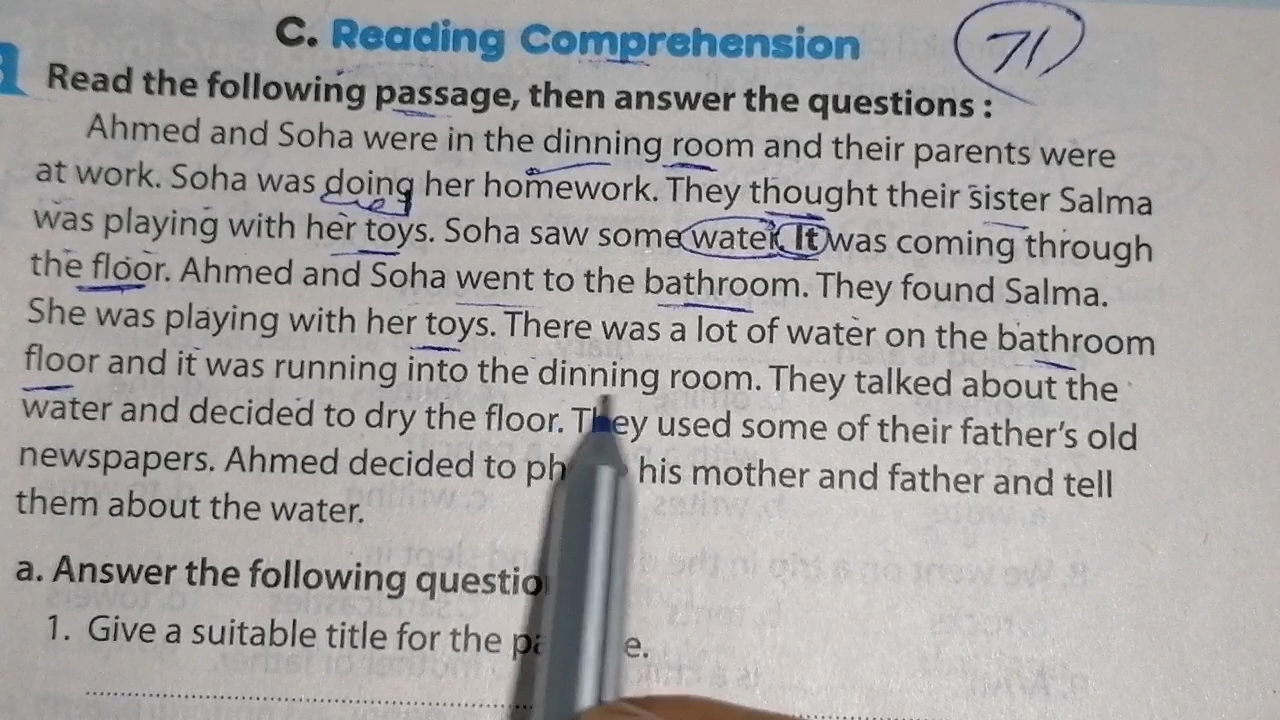 C. Reading Comprehension
71
Read the following passage, then answer the questions :
Ahmed and Soha were in the dinning room and their parents were
at work. Soha was doing her homework. They thought their sister Salma
was playing with her toys. Soha saw some water. It was coming through
the floor. Ahmed and Soha went to the bathroom. They found Salma.
She was playing with her toys. There was a lot of water on the bathroom
floor and it was running into the dinning room. They talked about the
water and decided to dry the floor. They used some of their father's old
newspapers. Ahmed decided to his mother and father and tell
them about the water.
a. Answer the following
1. Give a suitable title for the